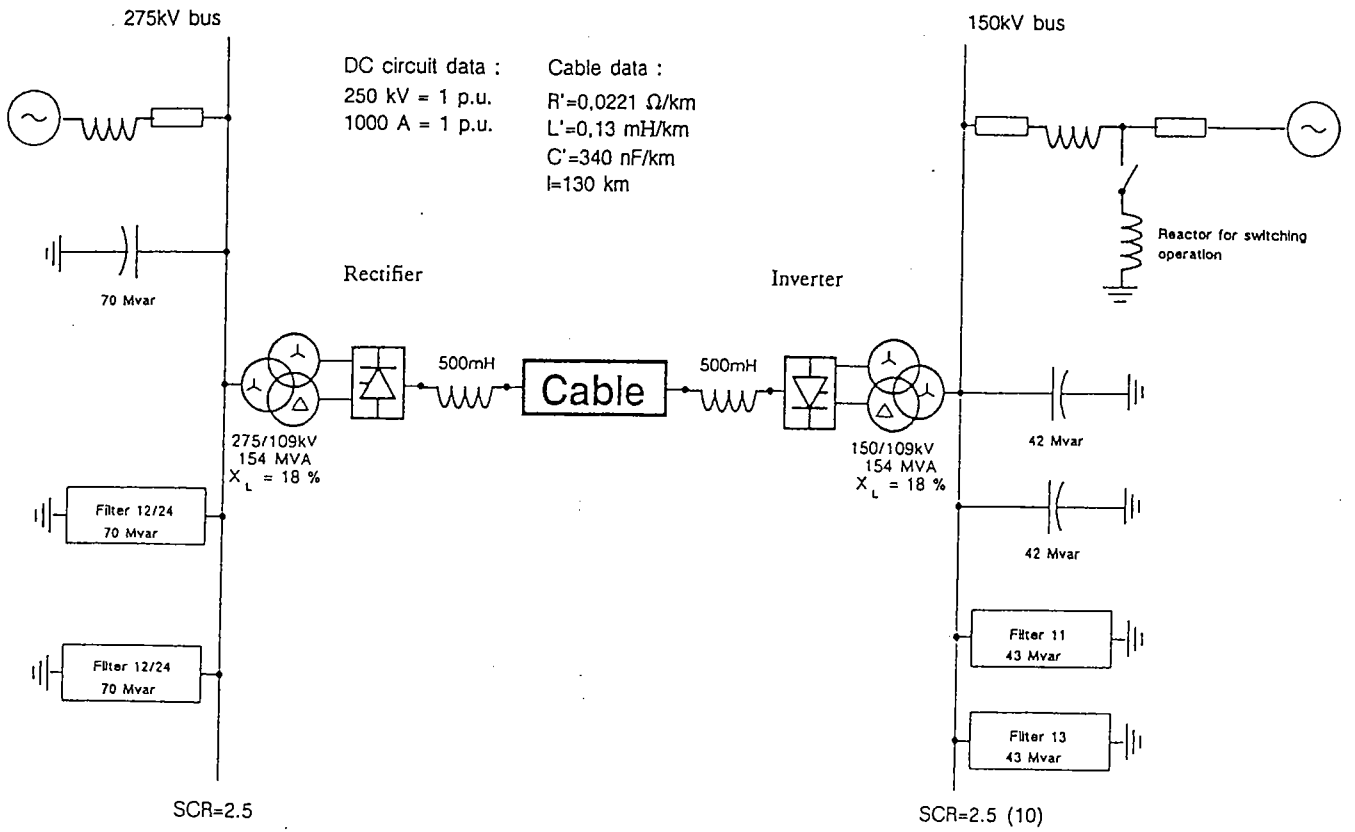 275kV bus
150kV bus
DC circuit data :
250 kV = 1 p.u.
1000 A = 1 p.u.
Cable data :
R'=0,0221 Ω/km
L'=0,13 mH/km
C'=340 nF/km
l=130 km
~
~
Reactor for switching
operation
70 Mvar
Rectifier
Inverter
500mH
Cable
500mH
275/109kV
154 MVA
X_L = 18 %
150/109kV
154 MVA
X_L = 18 %
42 Mvar
42 Mvar
Filter 12/24
70 Mvar
Filter 12/24
70 Mvar
Filter 11
43 Mvar
Filter 13
43 Mvar
SCR=2.5
SCR=2.5 (10)